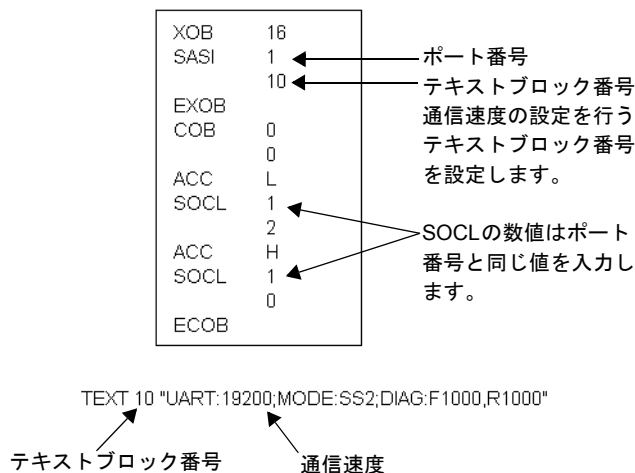 XOB 16
SASI 1
10
EXOB
COB 0
0
ACC L
SOCL 1
2
ACC H
SOCL 1
0
ECOB
ポート番号
テキストブロック番号
通信速度の設定を行う
テキストブロック番号
を設定します。
SOCLの数値はポート
番号と同じ値を入力し
ます。
TEXT 10 "UART:19200;MODE:SS2;DIAG:F1000,R1000"
テキストブロック番号
通信速度